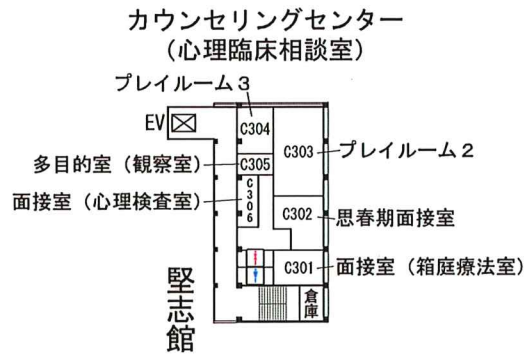 カウンセリングセンター
（心理臨床相談室）
プレイルーム３
EV
C304
C303
プレイルーム２
多目的室（観察室）
C305
面接室（心理検査室）
C306
C302
思春期面接室
C301
面接室（箱庭療法室）
堅志館
倉庫